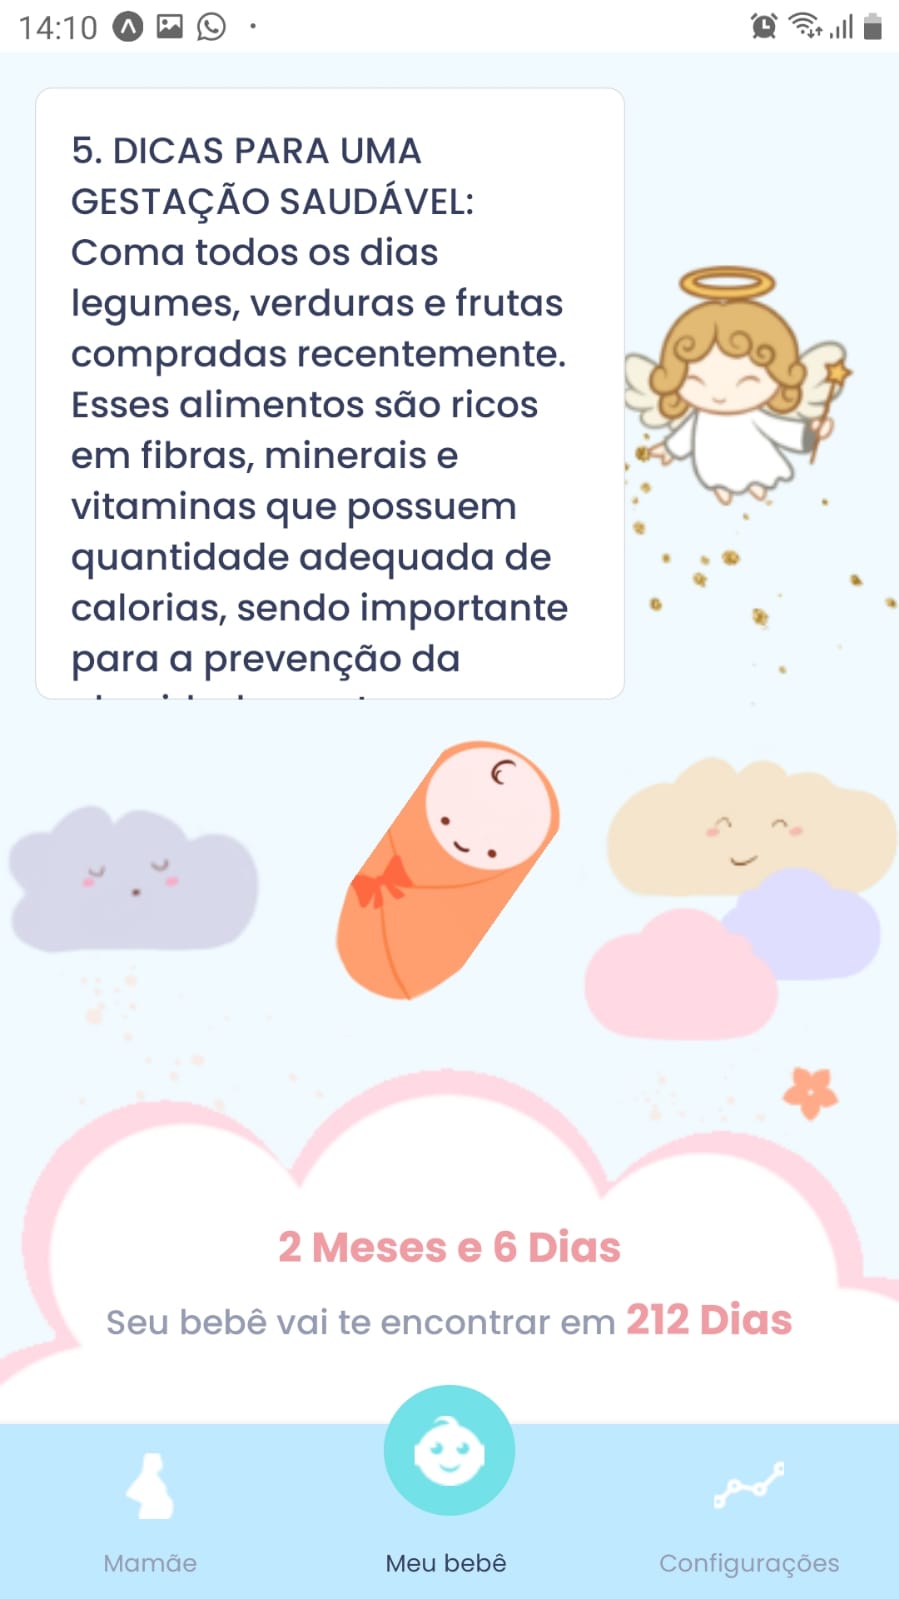 14:10
5. DICAS PARA UMA
GESTAÇÃO SAUDÁVEL:
Coma todos os dias
legumes, verduras e frutas
compradas recentemente.
Esses alimentos são ricos
em fibras, minerais e
vitaminas que possuem
quantidade adequada de
calorias, sendo importante
para a prevenção da
2 Meses e 6 Dias
Seu bebê vai te encontrar em 212 Dias
Mamãe
Meu bebê
Configurações